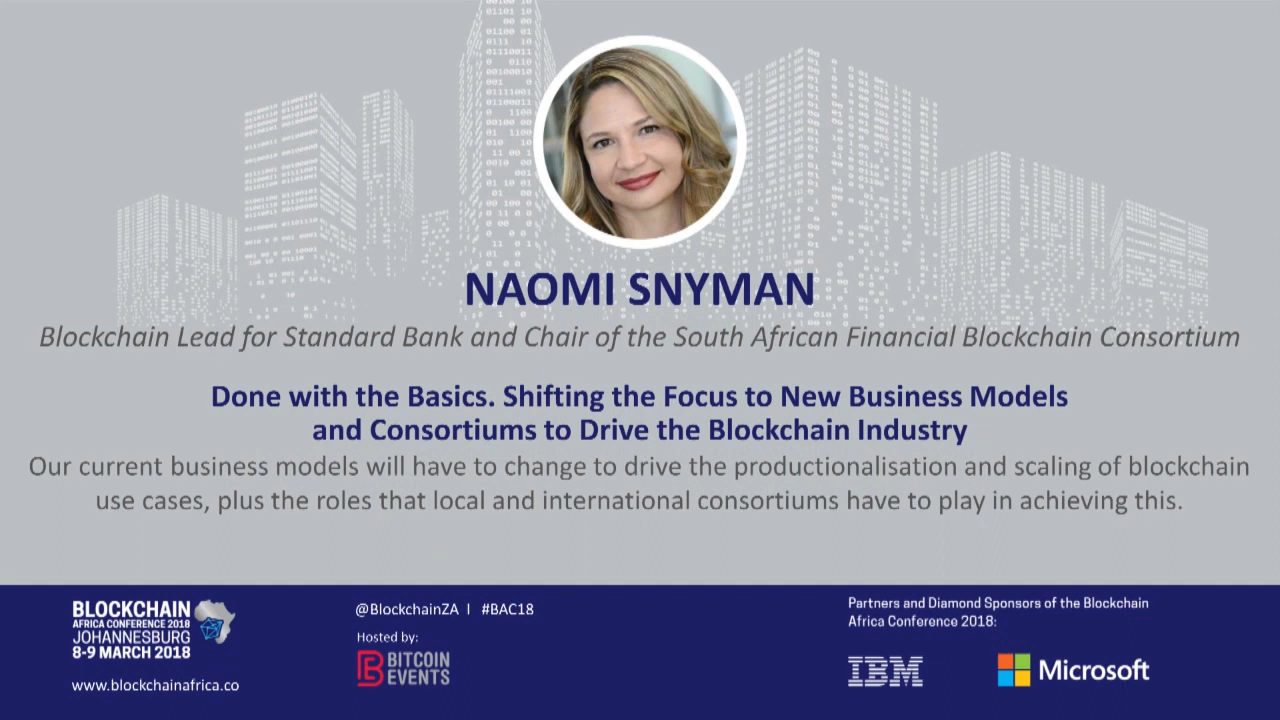 NAOMI SNYMAN
Blockchain Lead for Standard Bank and Chair of the South African Financial Blockchain Consortium
Done with the Basics. Shifting the Focus to New Business Models
and Consortiums to Drive the Blockchain Industry
Our current business models will have to change to drive the productionalisation and scaling of blockchain
use cases, plus the roles that local and international consortiums have to play in achieving this.
BLOCKCHAIN
AFRICA CONFERENCE 2018
JOHANNESBURG
8-9 MARCH 2018
www.blockchainafrica.co
@BlockchainZA I #BAC18
Hosted by:
BITCOIN
EVENTS
Partners and Diamond Sponsors of the Blockchain
Africa Conference 2018:
IBM
Microsoft